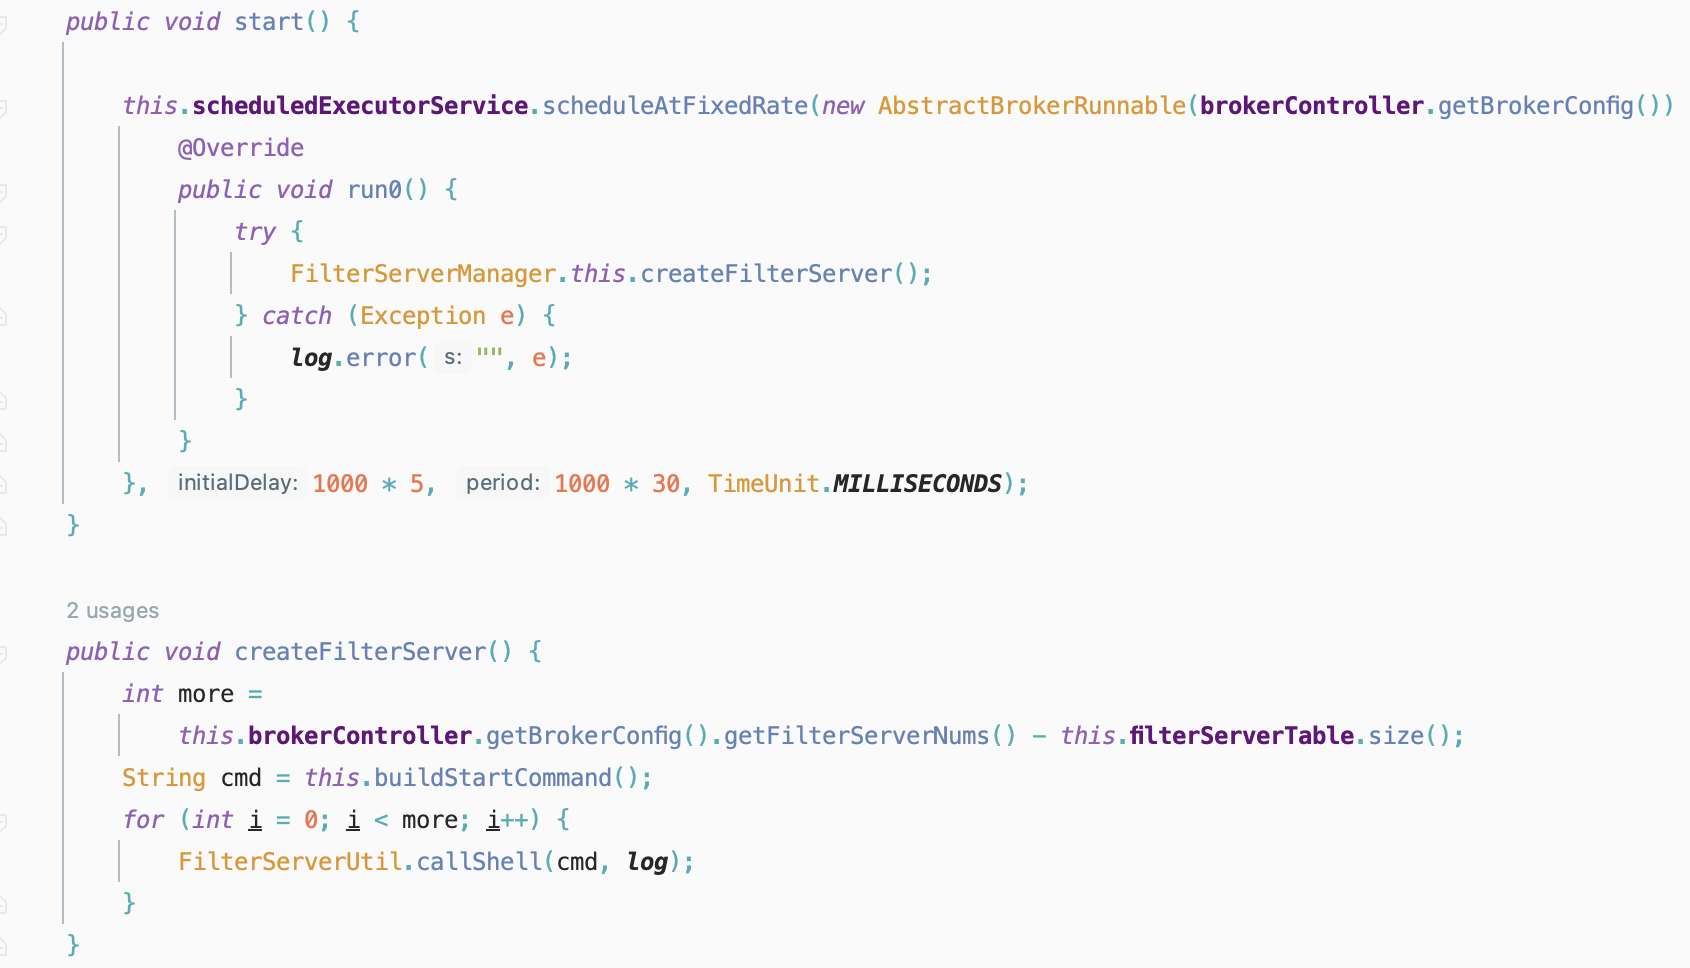 public void start() {
this.scheduledExecutorService.scheduleAtFixedRate(new AbstractBrokerRunnable(brokerController.getBrokerConfig())
@Override
public void run0() {
try {
FilterServerManager.this.createFilterServer();
} catch (Exception e) {
log.error( s: "", e);
}
}
}, initialDelay: 1000 * 5, period: 1000 * 30, TimeUnit.MILLISECONDS);
}
2 usages
public void createFilterServer() {
int more =
this.brokerController.getBrokerConfig().getFilterServerNums() - this.filterServerTable.size();
String cmd = this.buildStartCommand();
for (int i = 0; i < more; i++) {
FilterServerUtil.callShell(cmd, log);
}
}